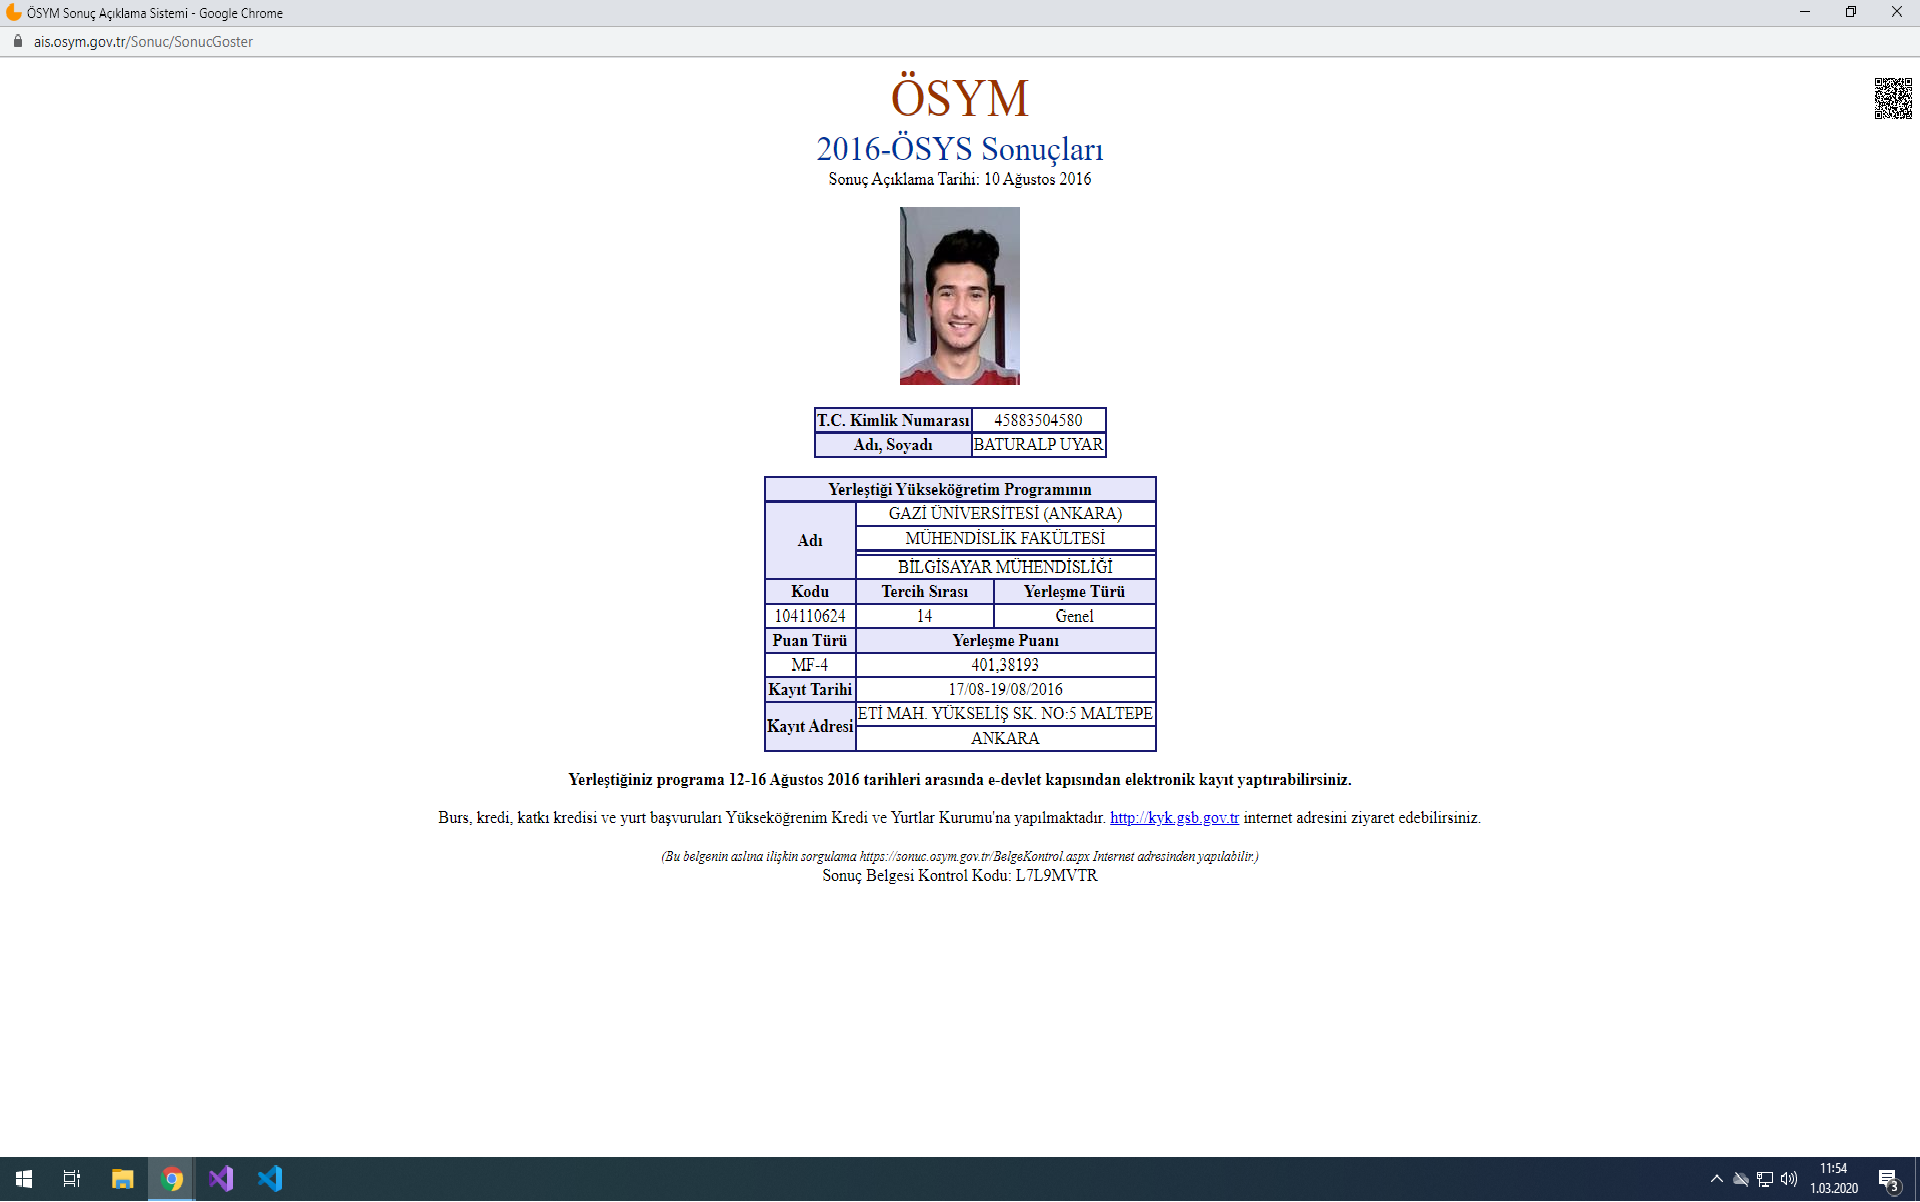 ÖSYM Sonuç Açıklama Sistemi - Google Chrome
ais.osym.gov.tr/Sonuc/SonucGoster
ÖSYM
2016-ÖSYS Sonuçları
Sonuç Açıklama Tarihi: 10 Ağustos 2016
T.C. Kimlik Numarası 45883504580
Adı, Soyadı BATURALP UYAR
Yerleştiği Yükseköğretim Programının
Adı
GAZİ ÜNİVERSİTESİ (ANKARA)
MÜHENDİSLİK FAKÜLTESİ
BİLGİSAYAR MÜHENDİSLİĞİ
Kodu Tercih Sırası Yerleşme Türü
104110624 14 Genel
Puan Türü Yerleşme Puanı
MF-4 401,38193
Kayıt Tarihi 17/08-19/08/2016
Kayıt Adresi
ETİ MAH. YÜKSELİŞ SK. NO:5 MALTEPE
ANKARA
Yerleştiğiniz programa 12-16 Ağustos 2016 tarihleri arasında e-devlet kapısından elektronik kayıt yaptırabilirsiniz.
Burs, kredi, katkı kredisi ve yurt başvuruları Yükseköğrenim Kredi ve Yurtlar Kurumu'na yapılmaktadır. http://kyk.gsb.gov.tr internet adresini ziyaret edebilirsiniz.
(Bu belgenin aslına ilişkin sorgulama https://sonuc.osym.gov.tr/BelgeKontrol.aspx Internet adresinden yapılabilir.)
Sonuç Belgesi Kontrol Kodu: L7L9MVTR
11:54
1.03.2020
3